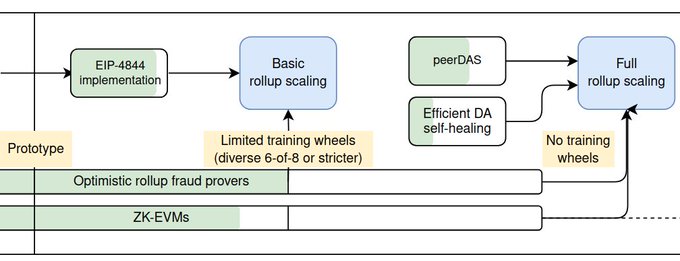 EIP-4844
implementation
Basic
rollup scaling
peerDAS
Efficient DA
self-healing
Full
rollup scaling
Prototype
Limited training wheels
(diverse 6-of-8 or stricter)
No training
wheels
Optimistic rollup fraud provers
ZK-EVMs